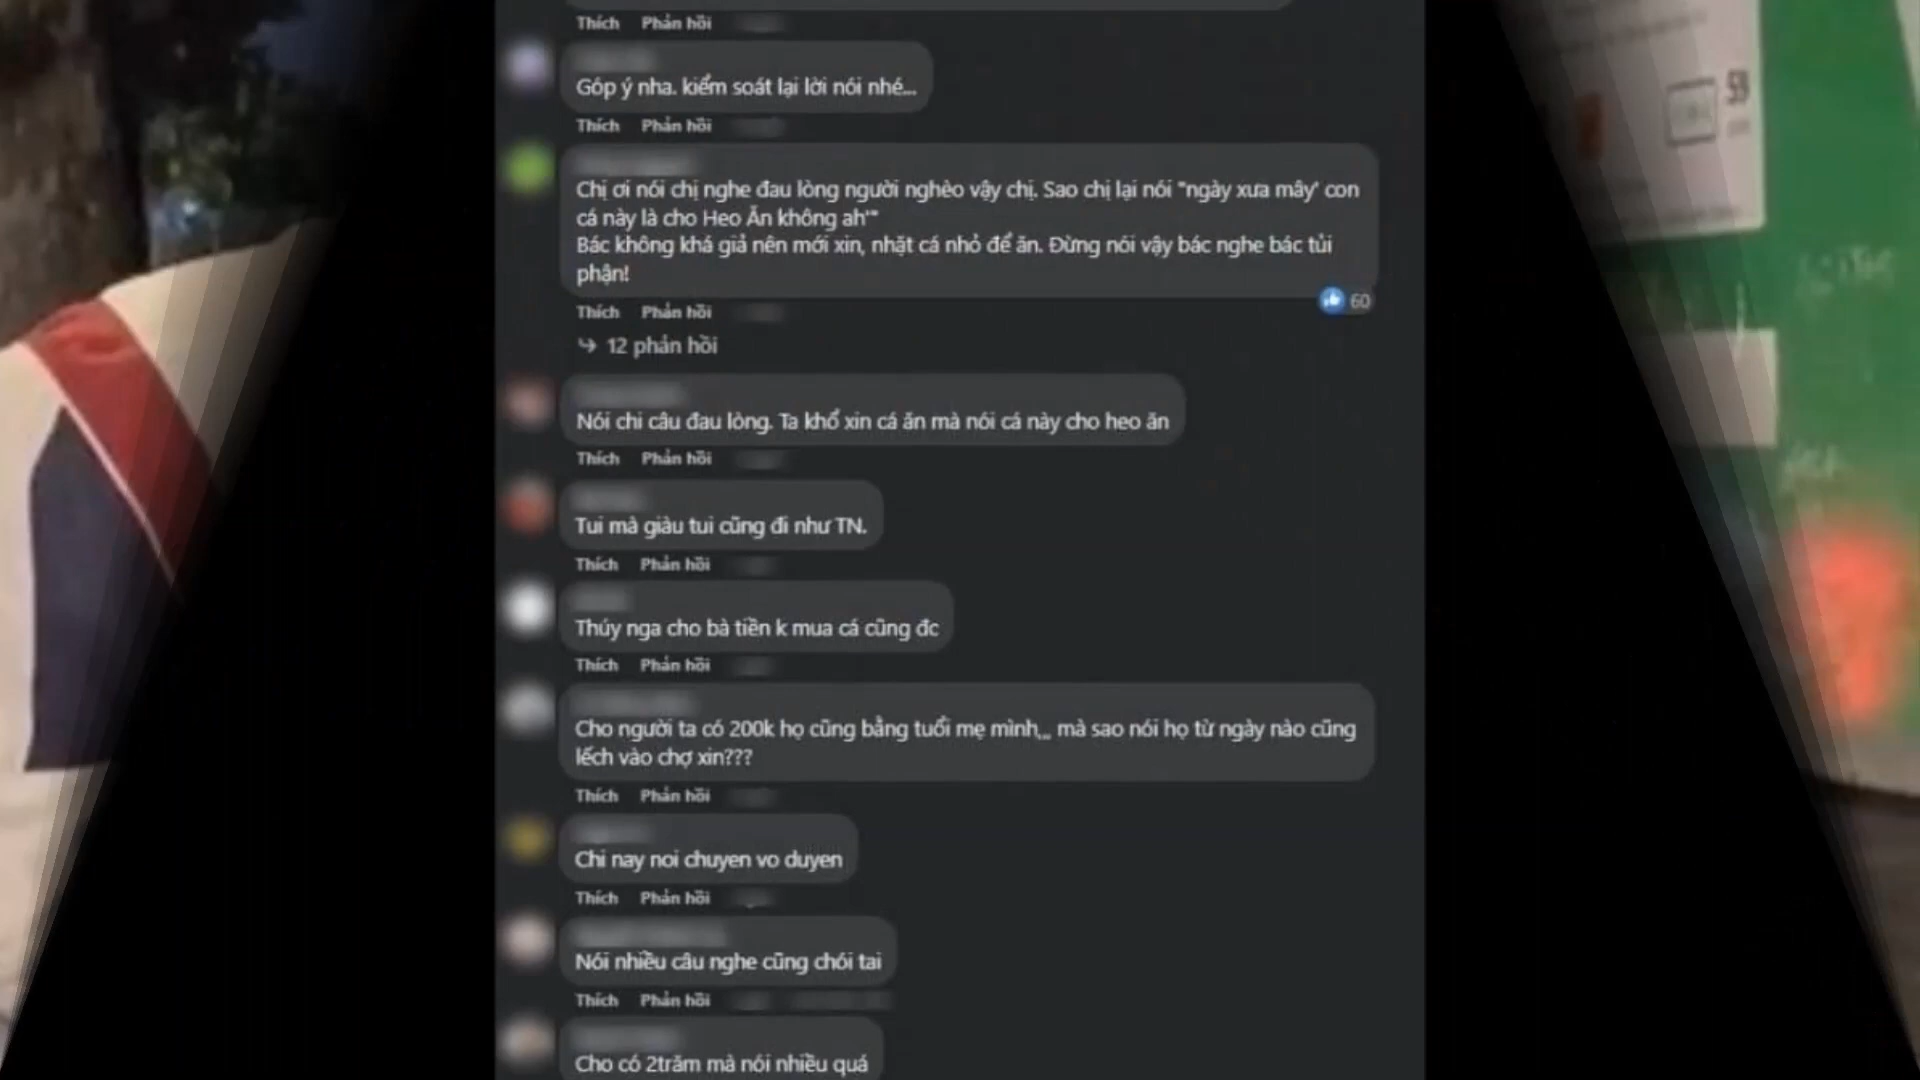 Thích Phản hồi
Góp ý nha. kiểm soát lại lời nói nhé...
Thích Phản hồi
Chị ơi nói chị nghe đau lòng người nghèo vậy chị. Sao chị lại nói "ngày xưa mây' con
cá này là cho Heo Ăn không ah'"
Bác không khá giả nên mới xin, nhặt cá nhỏ để ăn. Đừng nói vậy bác nghe bác tủi
phận!
60
Thích Phản hồi
12 phản hồi
Nói chi câu đau lòng. Ta khổ xin cá ăn mà nói cá này cho heo ăn
Thích Phản hồi
Tui mà giàu tui cũng đi như TN.
Thích Phản hồi
Thúy nga cho bà tiền k mua cá cũng đc
Thích Phản hồi
Cho người ta có 200k họ cũng bằng tuổi mẹ mình,,, mà sao nói họ từ ngày nào cũng
lếch vào chợ xin???
Thích Phản hồi
Chi nay noi chuyen vo duyen
Thích Phản hồi
Nói nhiều câu nghe cũng chói tai
Thích Phản hồi
Cho có 2trăm mà nói nhiều quá